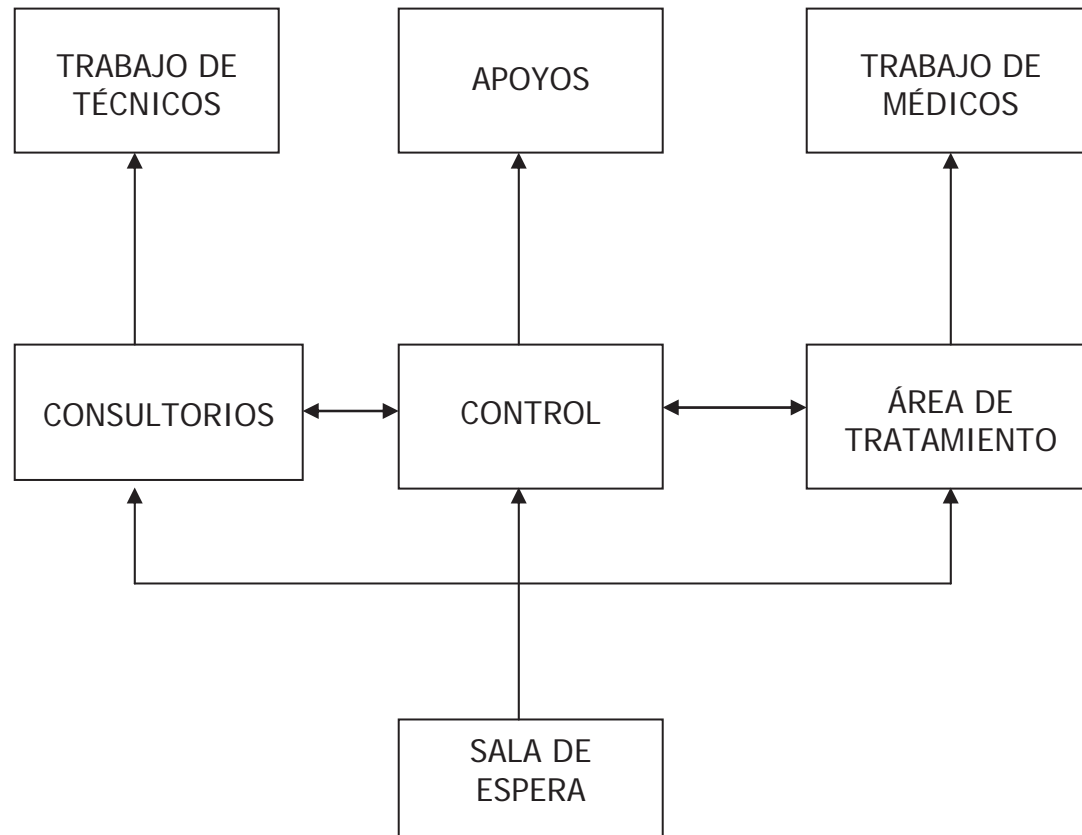 TRABAJO DE
TÉCNICOS
APOYOS
TRABAJO DE
MÉDICOS
CONSULTORIOS
CONTROL
ÁREA DE
TRATAMIENTO
SALA DE
ESPERA